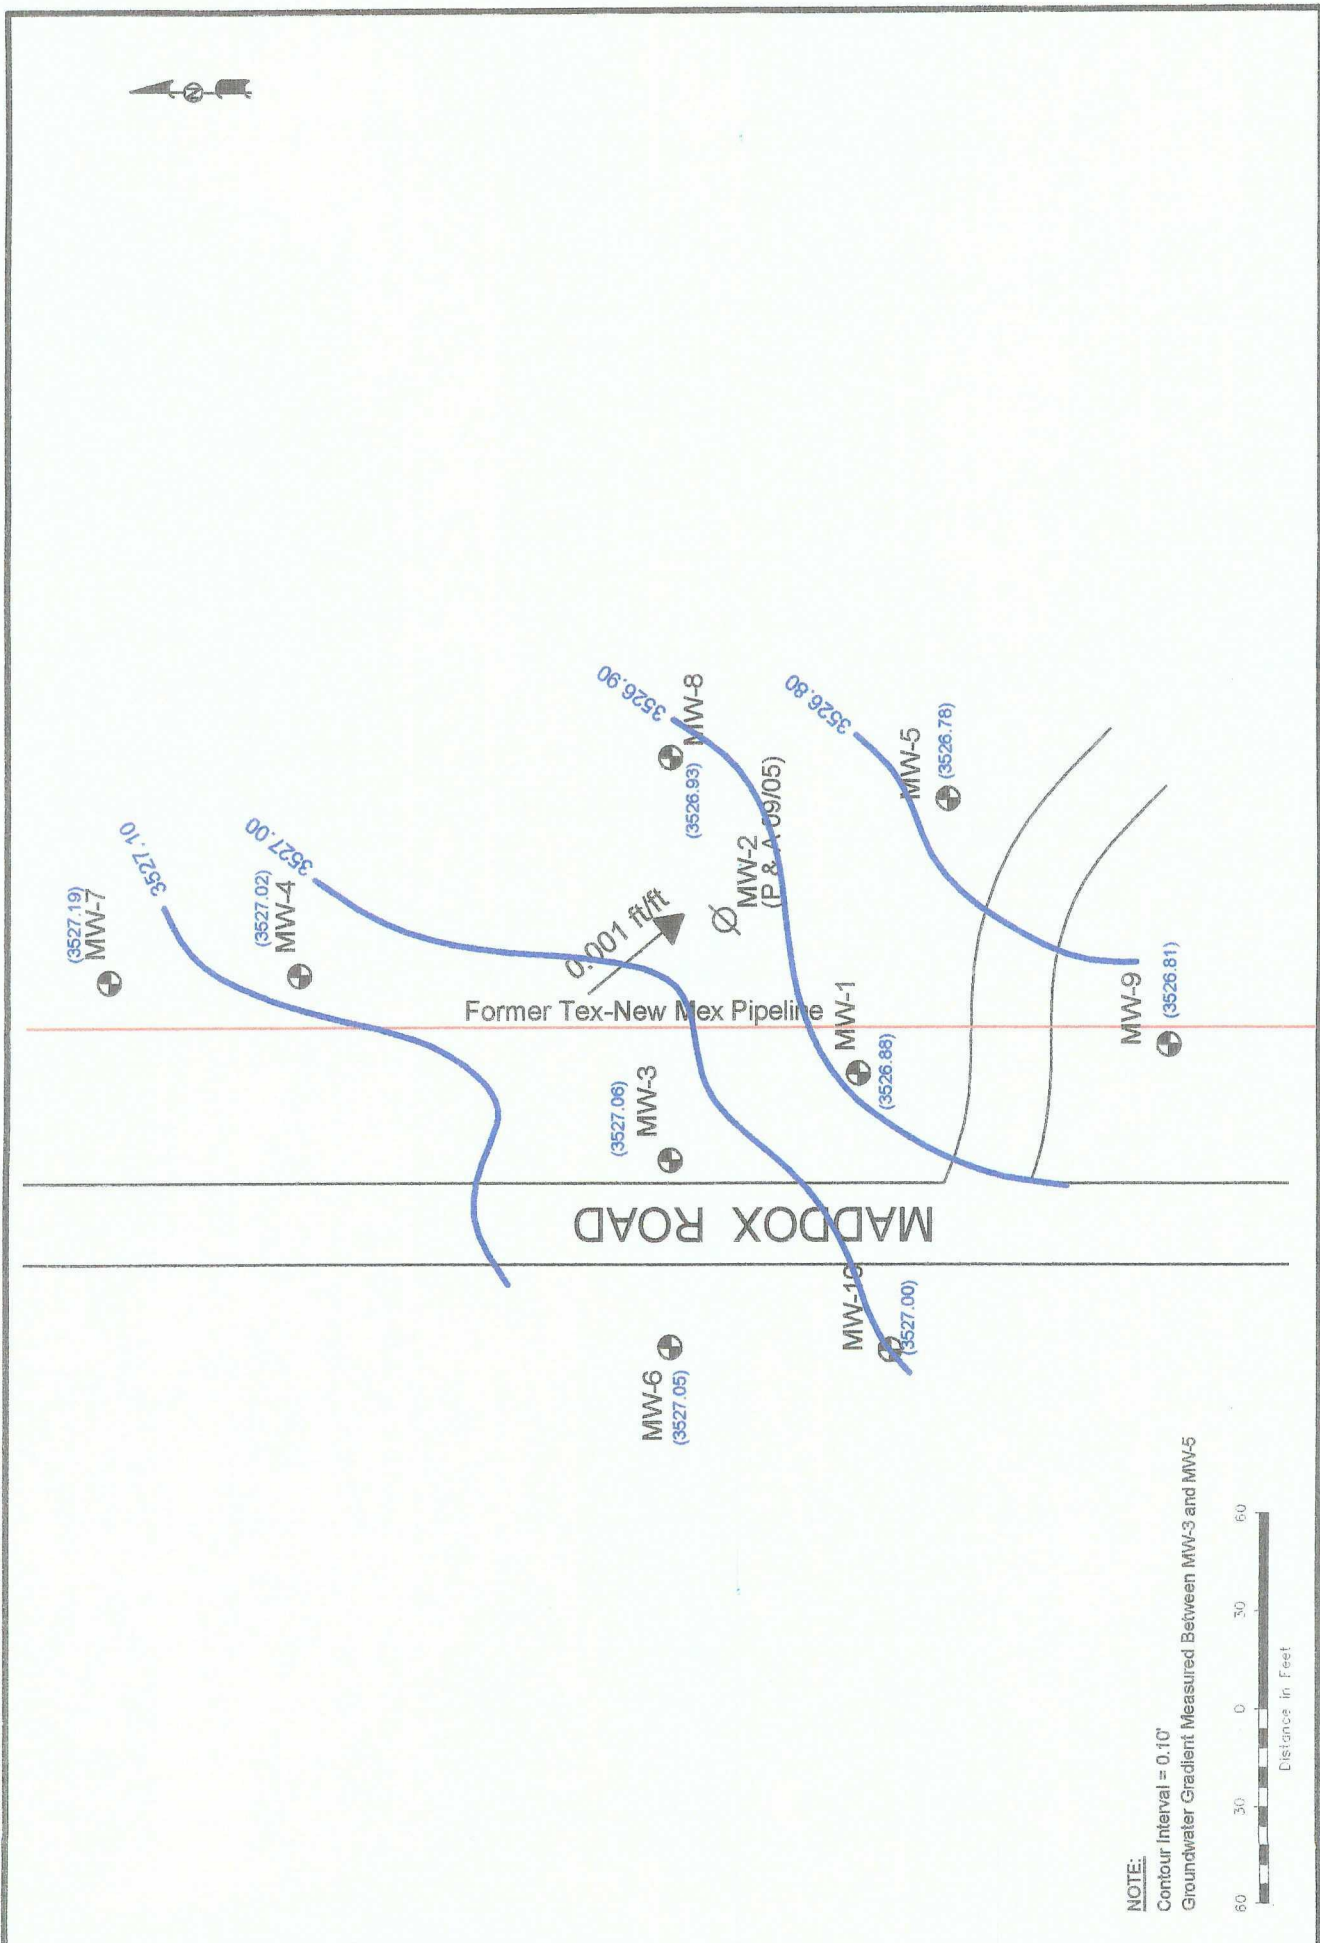 N
3527.10
3527.00
3526.90
3526.80
(3527.19)
MW-7
(3527.02)
MW-4
MW-8
(3526.93)
MW-5
(3526.78)
MW-2
(P & A 09/05)
0.001 ft/ft
Former Tex-New Mex Pipeline
MW-1
(3526.88)
MW-9
(3526.81)
(3527.06)
MW-3
MADDOX ROAD
MW-6
(3527.05)
MW-10
(3527.00)
NOTE:
Contour Interval = 0.10'
Groundwater Gradient Measured Between MW-3 and MW-5
60 30 0 30 60
Distance in Feet